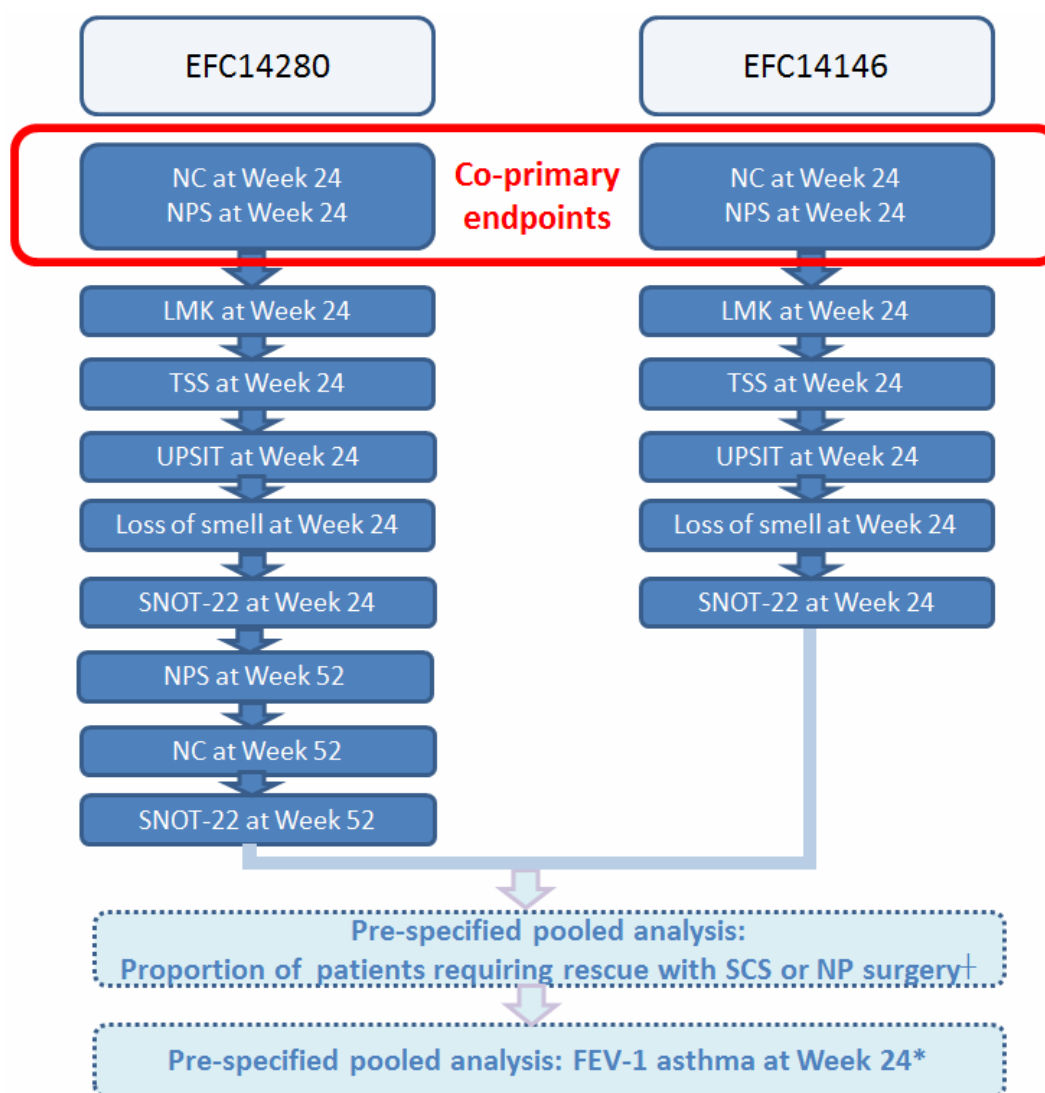 EFC14280
EFC14146
NC at Week 24
NPS at Week 24
Co-primary
endpoints
NC at Week 24
NPS at Week 24
LMK at Week 24
LMK at Week 24
TSS at Week 24
TSS at Week 24
UPSIT at Week 24
UPSIT at Week 24
Loss of smell at Week 24
Loss of smell at Week 24
SNOT-22 at Week 24
SNOT-22 at Week 24
NPS at Week 52
NC at Week 52
SNOT-22 at Week 52
Pre-specified pooled analysis:
Proportion of patients requiring rescue with SCS or NP surgery┼
Pre-specified pooled analysis: FEV-1 asthma at Week 24*